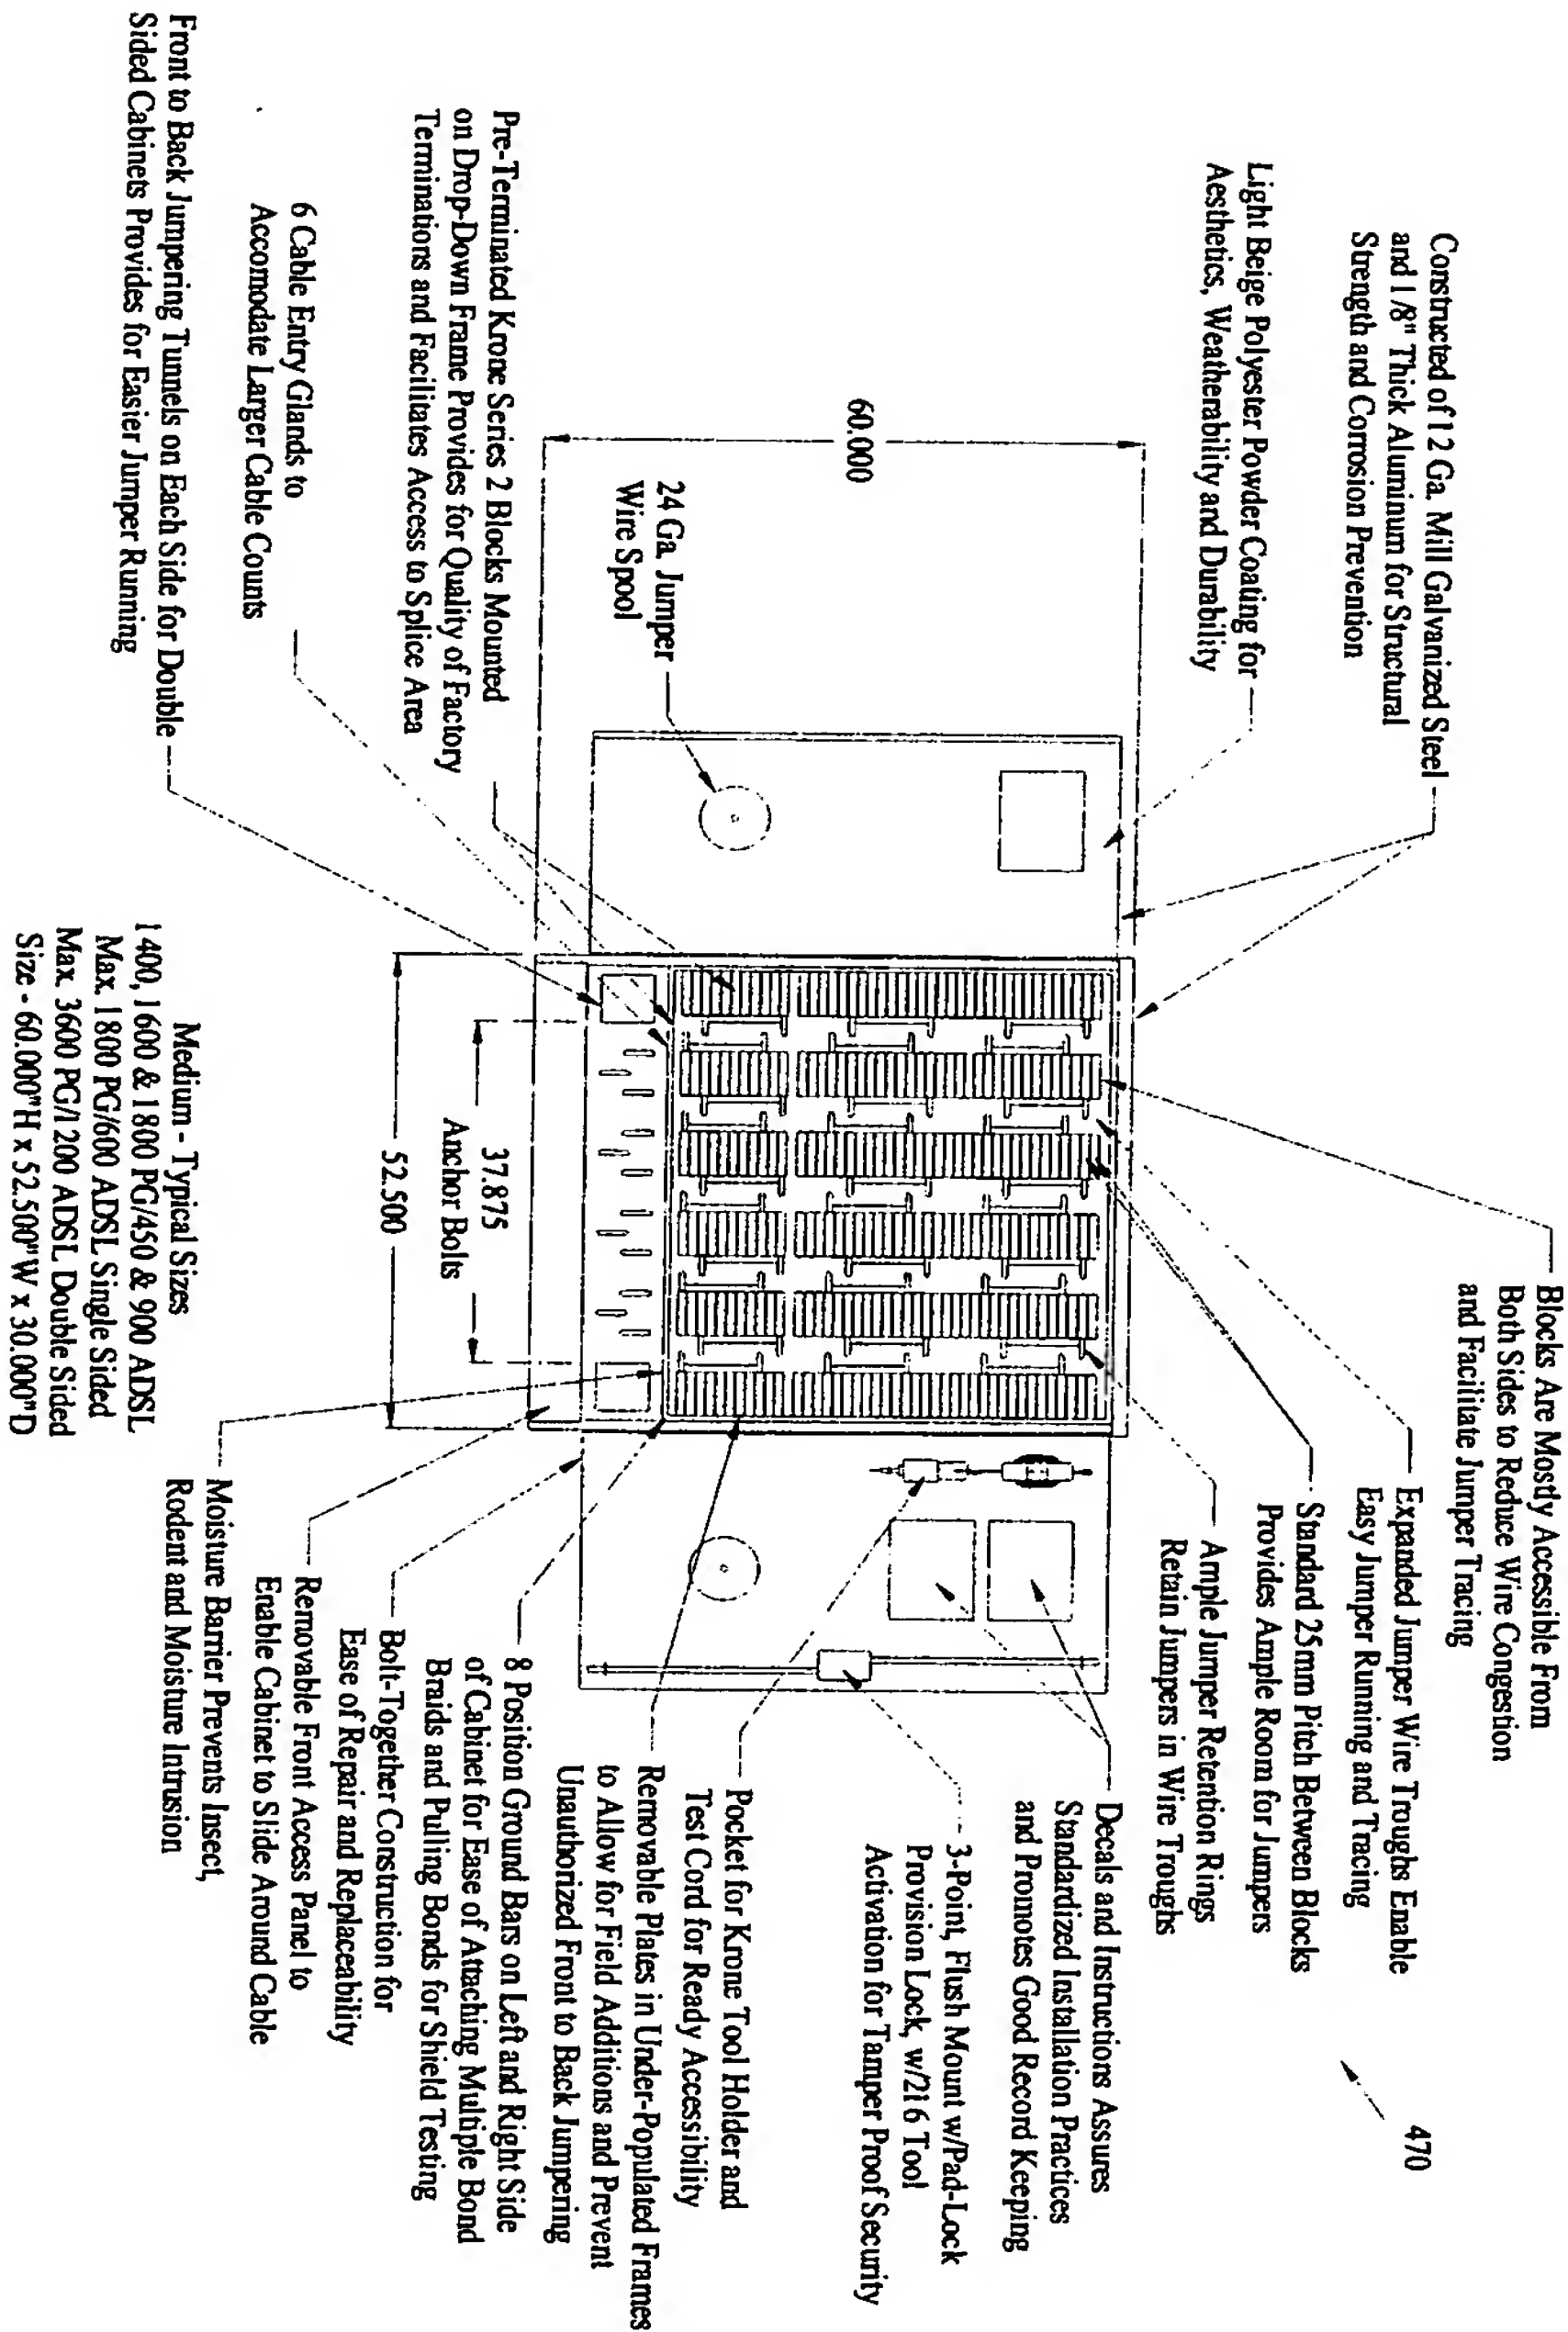 470
Constructed of 12 Ga. Mill Galvanized Steel
and 1/8" Thick Aluminum for Structural
Strength and Corrosion Prevention
Light Beige Polyester Powder Coating for
Aesthetics, Weatherability and Durability
60.000
24 Ga. Jumper
Wire Spool
Pre-Terminated Krone Series 2 Blocks Mounted
on Drop-Down Frame Provides for Quality of Factory
Terminations and Facilitates Access to Splice Area
6 Cable Entry Glands to
Accomodate Larger Cable Counts
Front to Back Jumpering Tunnels on Each Side for Double
Sided Cabinets Provides for Easier Jumper Running
37.875
Anchor Bolts
52.500
Medium - Typical Sizes
1400, 1600 & 1800 PG/450 & 900 ADSL
Max. 1800 PG/600 ADSL Single Sided
Max. 3600 PG/1200 ADSL Double Sided
Size - 60.000"H x 52.500"W x 30.000"D
Blocks Are Mostly Accessible From
Both Sides to Reduce Wire Congestion
and Facilitate Jumper Tracing
Expanded Jumper Wire Troughs Enable
Easy Jumper Running and Tracing
Standard 25mm Pitch Between Blocks
Provides Ample Room for Jumpers
Ample Jumper Retention Rings
Retain Jumpers in Wire Troughs
Decals and Instructions Assures
Standardized Installation Practices
and Promotes Good Record Keeping
3-Point, Flush Mount w/Pad-Lock
Provision Lock, w/216 Tool
Activation for Tamper Proof Security
Pocket for Krone Tool Holder and
Test Cord for Ready Accessibility
Removable Plates in Under-Populated Frames
to Allow for Field Additions and Prevent
Unauthorized Front to Back Jumpering
8 Position Ground Bars on Left and Right Side
of Cabinet for Ease of Attaching Multiple Bond
Braids and Pulling Bonds for Shield Testing
Bolt-Together Construction for
Ease of Repair and Replaceability
Removable Front Access Panel to
Enable Cabinet to Slide Around Cable
Moisture Barrier Prevents Insect,
Rodent and Moisture Intrusion